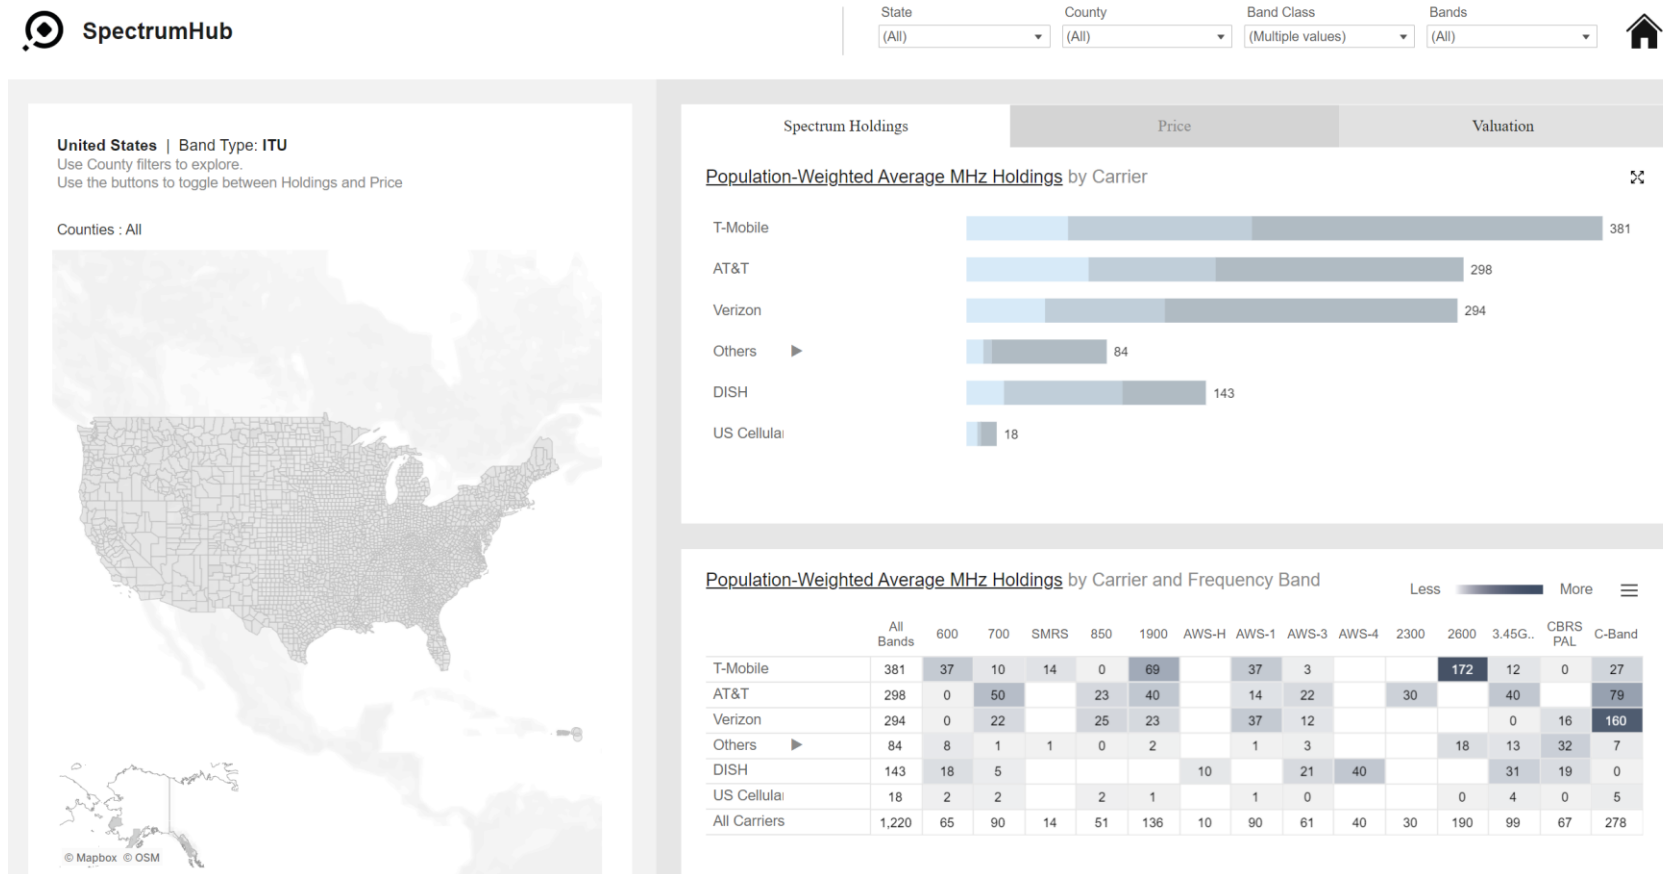 SpectrumHub
State County Band Class Bands
(All) (All) (Multiple values) (All)
United States | Band Type: ITU
Use County filters to explore.
Use the buttons to toggle between Holdings and Price
Counties : All
© Mapbox © OSM
Spectrum Holdings Price Valuation
Population-Weighted Average MHz Holdings by Carrier
T-Mobile 381
AT&T 298
Verizon 294
Others 84
DISH 143
US Cellular 18
Population-Weighted Average MHz Holdings by Carrier and Frequency Band
Less More
All Bands 600 700 SMRS 850 1900 AWS-H AWS-1 AWS-3 AWS-4 2300 2600 3.45G.. CBRS PAL C-Band
T-Mobile 381 37 10 14 0 69 37 3 172 12 0 27
AT&T 298 0 50 23 40 14 22 30 40 79
Verizon 294 0 22 25 23 37 12 0 16 160
Others 84 8 1 1 0 2 1 3 18 13 32 7
DISH 143 18 5 10 21 40 31 19 0
US Cellular 18 2 2 2 1 1 0 0 4 0 5
All Carriers 1,220 65 90 14 51 136 10 90 61 40 30 190 99 67 278